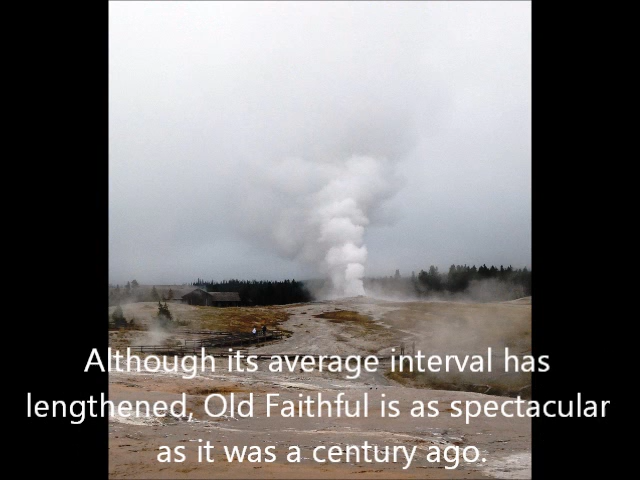 Although its average interval has
lengthened, Old Faithful is as spectacular
as it was a century ago.